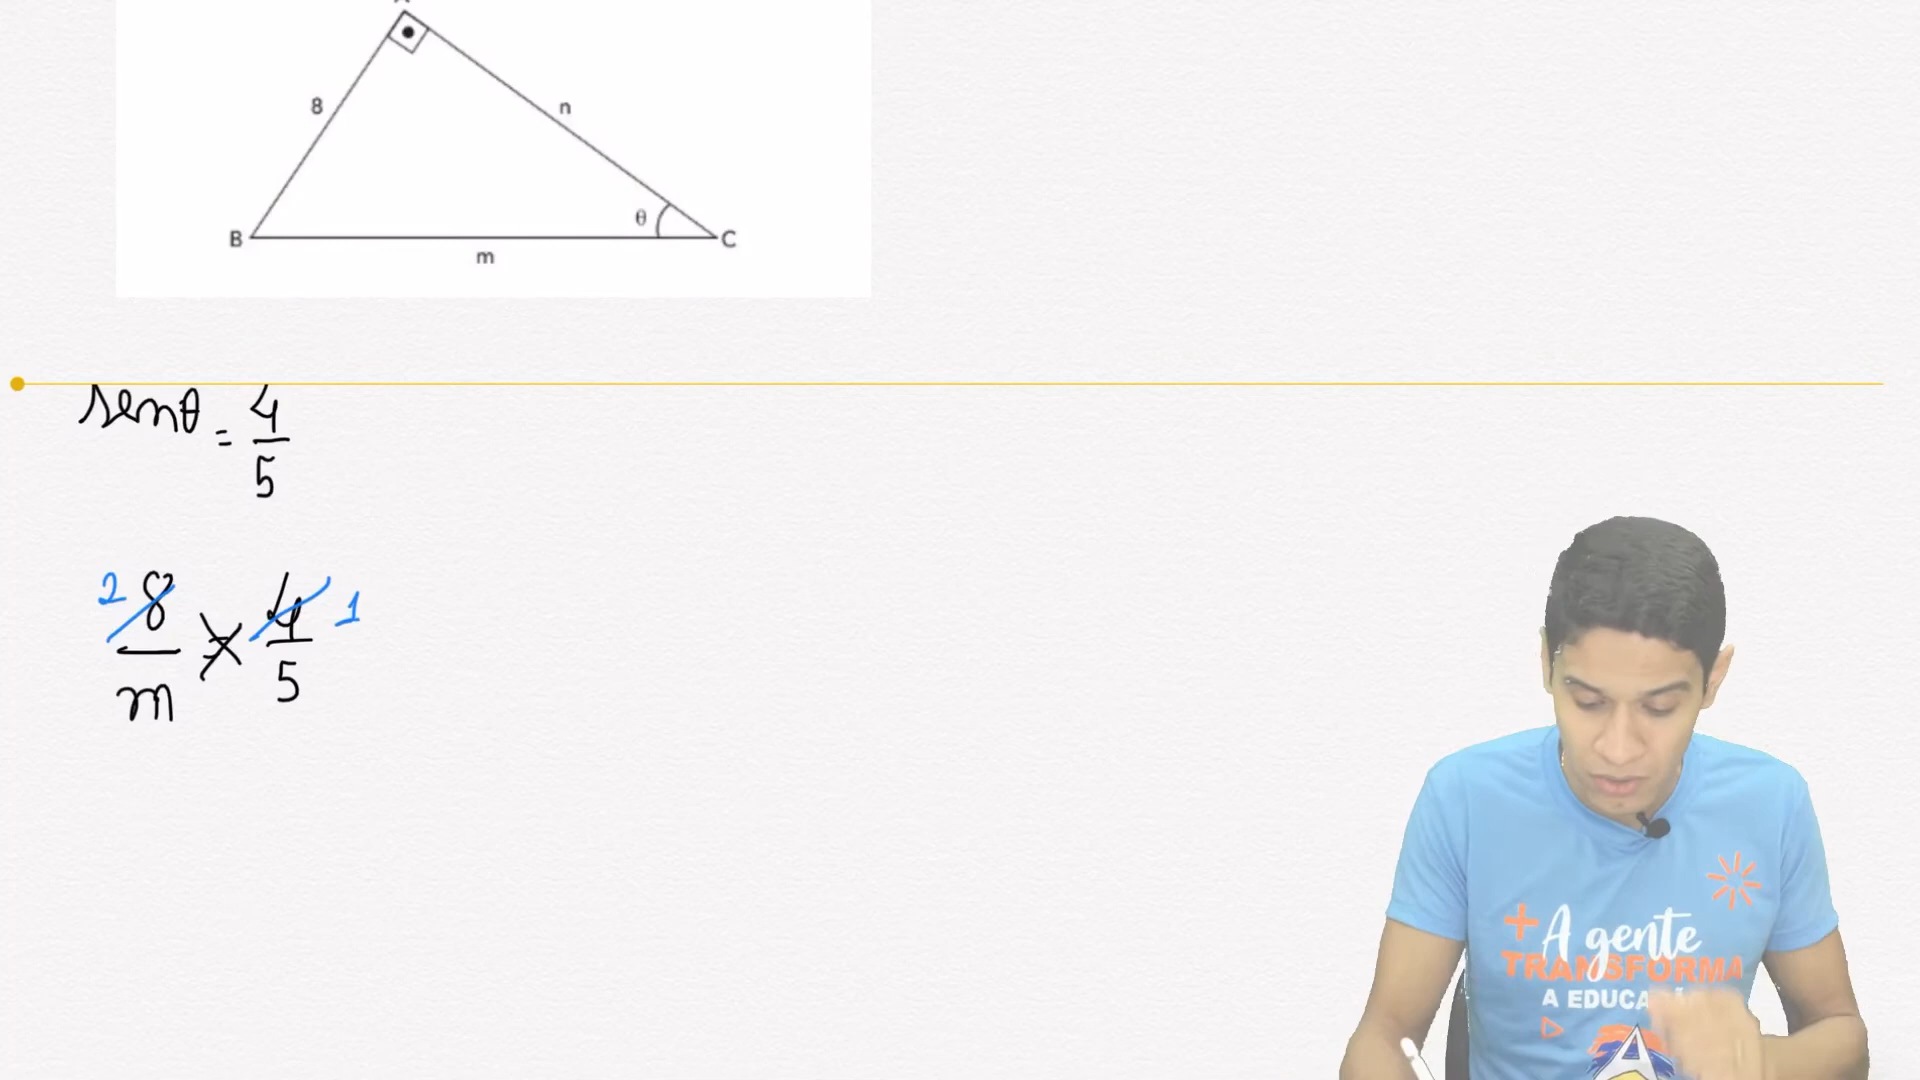 A
8
n
θ
B
C
m
senθ = 4/5
2 8/m = 4/5 1
+ A gente
TRANSFORMA
A EDUCA